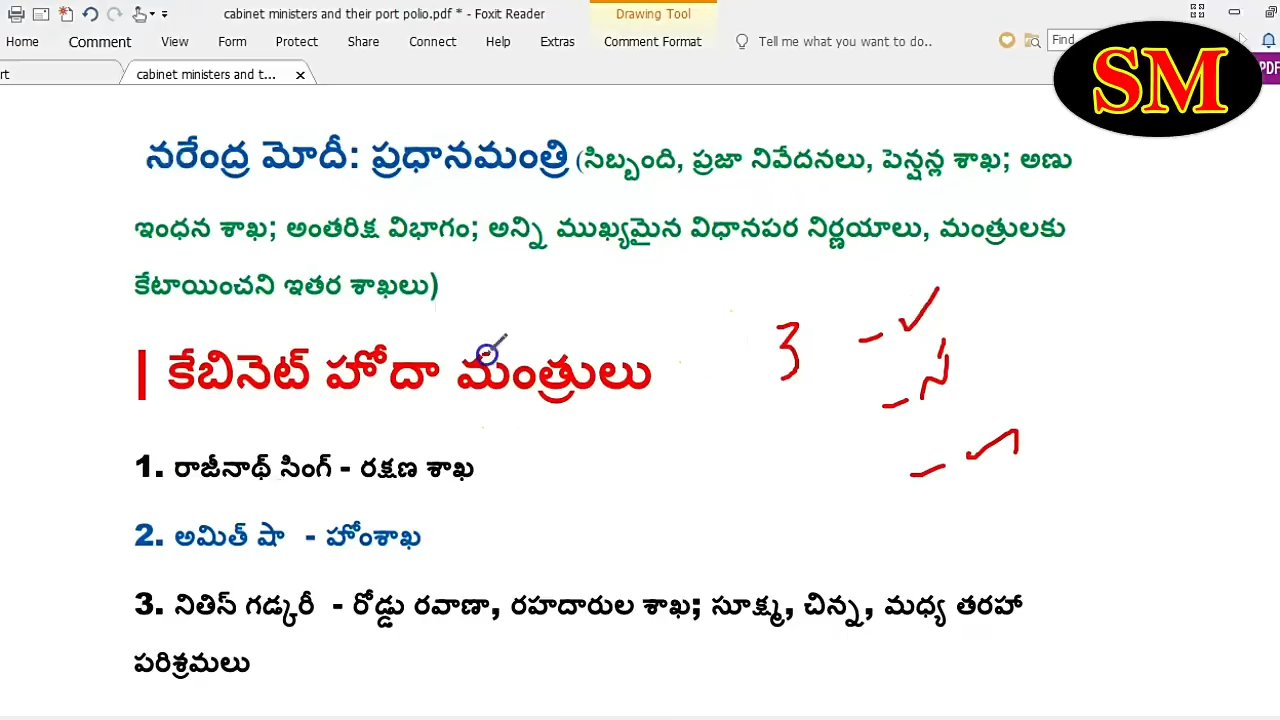 cabinet ministers and their port polio.pdf * - Foxit Reader
Drawing Tool
Home Comment View Form Protect Share Connect Help Extras Comment Format Tell me what you want to do.. Find
rt cabinet ministers and t... PDF
SM
నరేంద్ర మోదీ: ప్రధానమంత్రి (సిబ్బంది, ప్రజా నివేదనలు, పెన్షన్ల శాఖ; అణు
ఇంధన శాఖ; అంతరిక్ష విభాగం; అన్ని ముఖ్యమైన విధానపర నిర్ణయాలు, మంత్రులకు
కేటాయించని ఇతర శాఖలు)
3
| కేబినెట్ హోదా మంత్రులు
1. రాజ్‌నాథ్ సింగ్ - రక్షణ శాఖ
2. అమిత్ షా - హోంశాఖ
3. నితిన్ గడ్కరీ - రోడ్డు రవాణా, రహదారుల శాఖ; సూక్ష్మ, చిన్న, మధ్య తరహా
పరిశ్రమలు